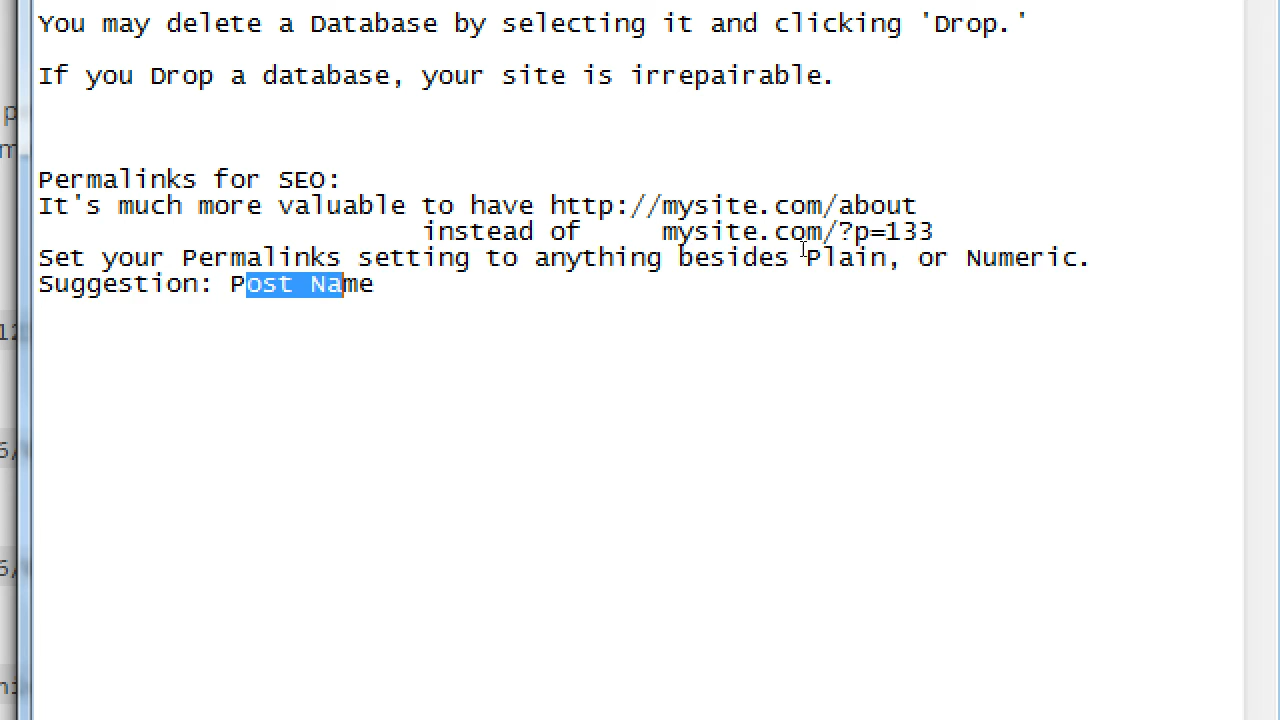 You may delete a Database by selecting it and clicking 'Drop.'
If you Drop a database, your site is irrepairable.
Permalinks for SEO:
It's much more valuable to have http://mysite.com/about
instead of mysite.com/?p=133
Set your Permalinks setting to anything besides Plain, or Numeric.
Suggestion: Post Name